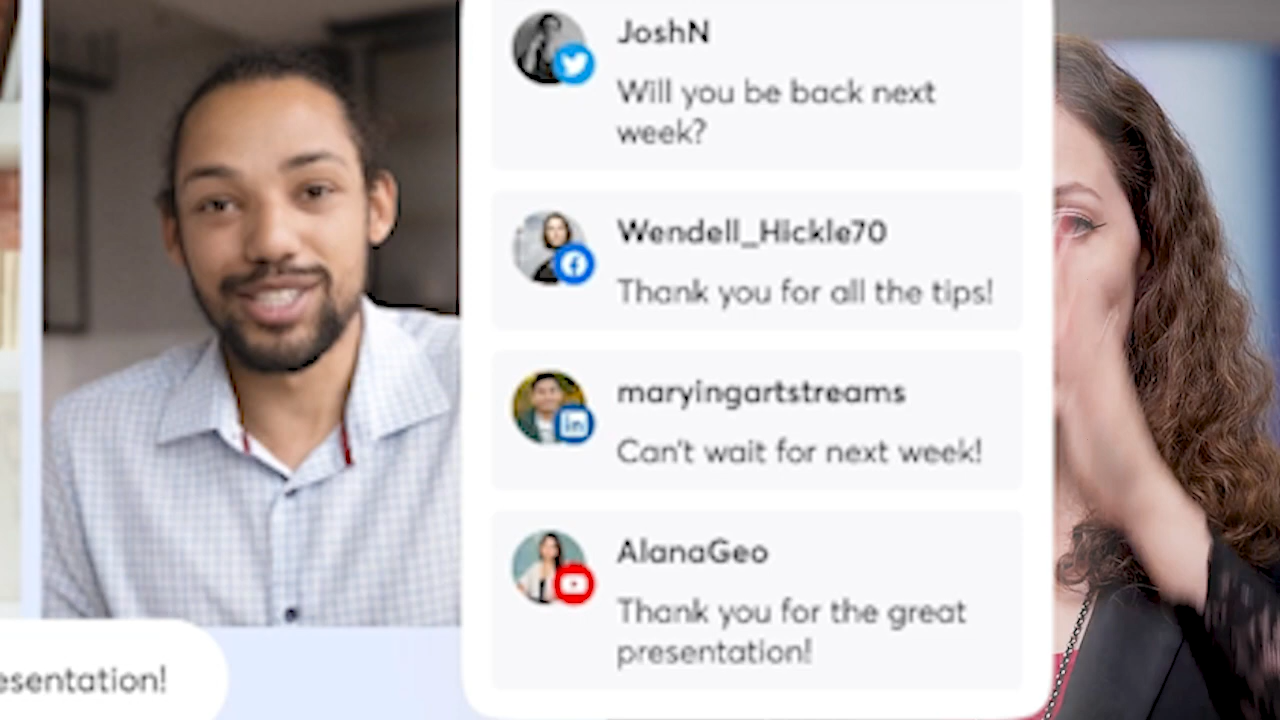 JoshN
Will you be back next
week?
Wendell_Hickle70
Thank you for all the tips!
maryingartstreams
in
Can't wait for next week!
AlanaGeo
Thank you for the great
presentation!
esentation!